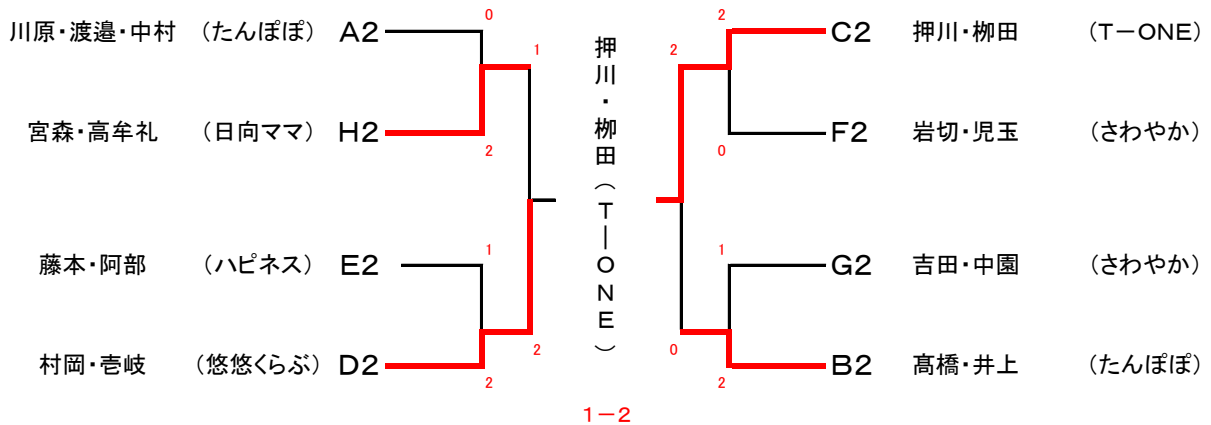 川原・渡邉・中村 (たんぽぽ) A2
0
1
宮森・高牟礼 (日向ママ) H2
2
藤本・阿部 (ハピネス) E2
1
村岡・壱岐 (悠悠くらぶ) D2
2
2
押川・栁田(T-ONE)
1-2
2
C2 押川・栁田 (T-ONE)
2
F2 岩切・児玉 (さわやか)
0
G2 吉田・中園 (さわやか)
1
B2 髙橋・井上 (たんぽぽ)
0
2